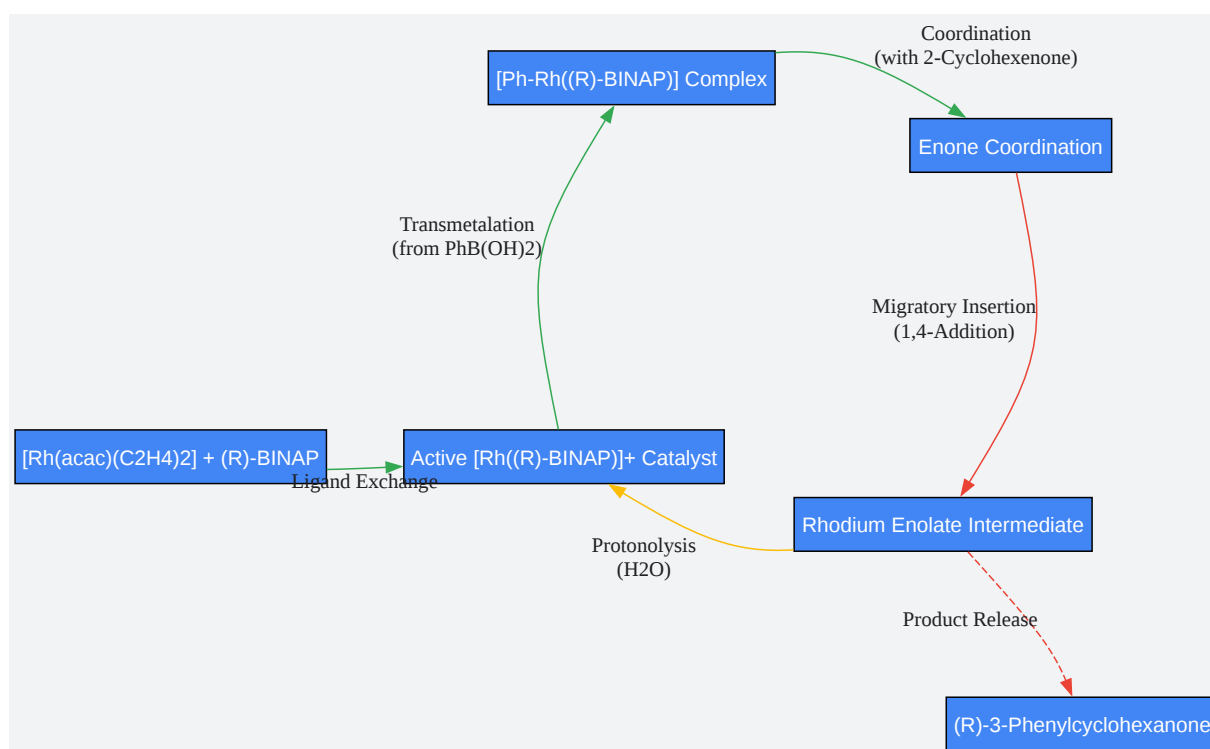 Coordination
(with 2-Cyclohexenone)
[Ph-Rh((R)-BINAP)] Complex
Enone Coordination
Transmetalation
(from PhB(OH)2)
Migratory Insertion
(1,4-Addition)
[Rh(acac)(C2H4)2] + (R)-BINAP
Active [Rh((R)-BINAP)]+ Catalyst
Ligand Exchange
Rhodium Enolate Intermediate
Protonolysis
(H2O)
Product Release
(R)-3-Phenylcyclohexanone